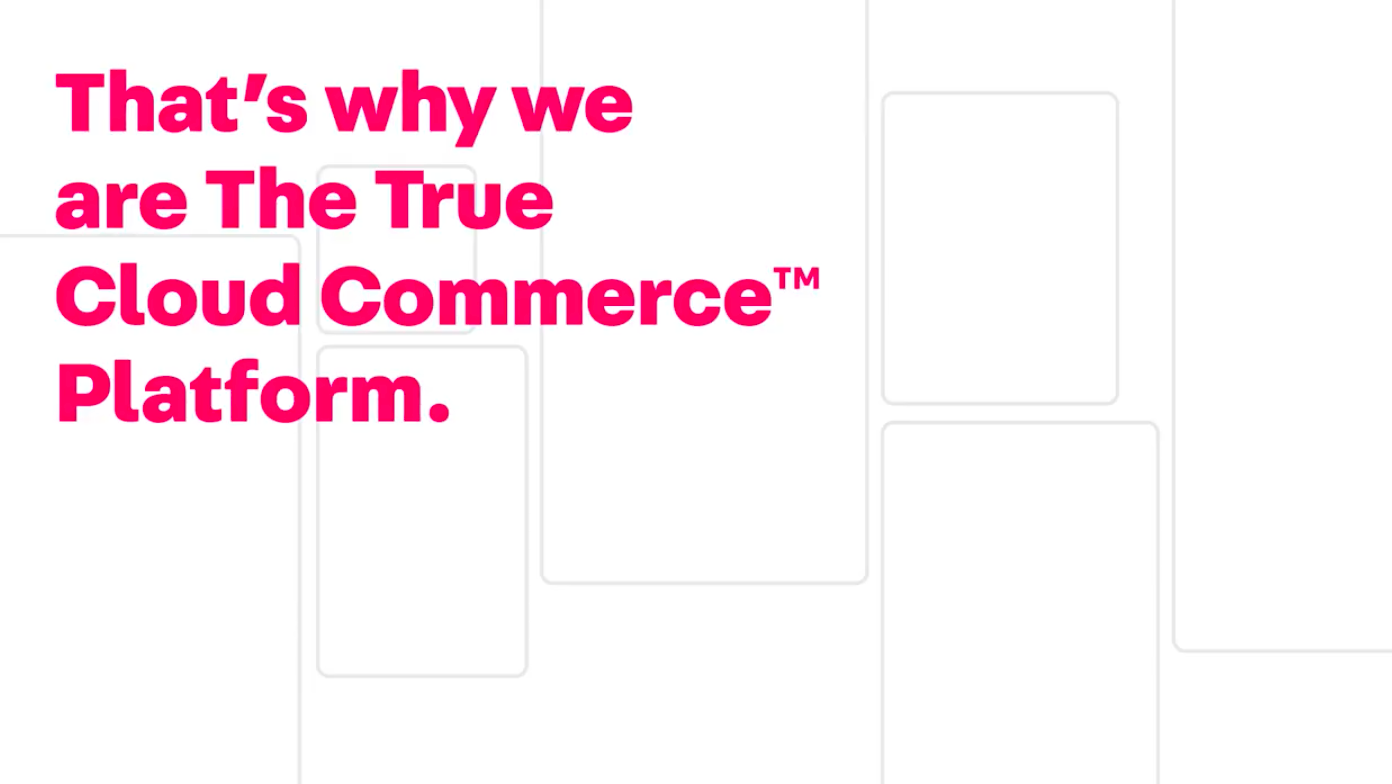 That’s why we
are The True
Cloud Commerce™
Platform.